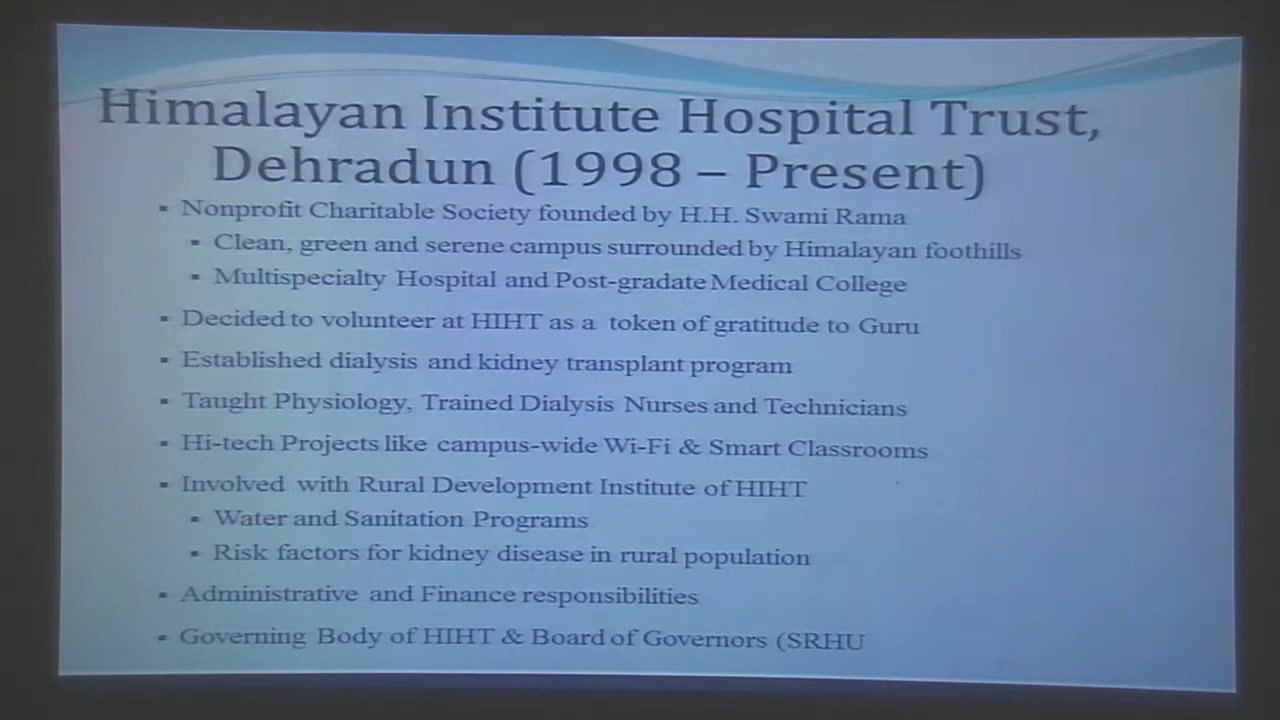 Himalayan Institute Hospital Trust,
Dehradun (1998 – Present)
▪ Nonprofit Charitable Society founded by H.H. Swami Rama
▪ Clean, green and serene campus surrounded by Himalayan foothills
▪ Multispecialty Hospital and Post-gradate Medical College
▪ Decided to volunteer at HIHT as a token of gratitude to Guru
▪ Established dialysis and kidney transplant program
▪ Taught Physiology, Trained Dialysis Nurses and Technicians
▪ Hi-tech Projects like campus-wide Wi-Fi & Smart Classrooms
▪ Involved with Rural Development Institute of HIHT
▪ Water and Sanitation Programs
▪ Risk factors for kidney disease in rural population
▪ Administrative and Finance responsibilities
▪ Governing Body of HIHT & Board of Governors (SRHU